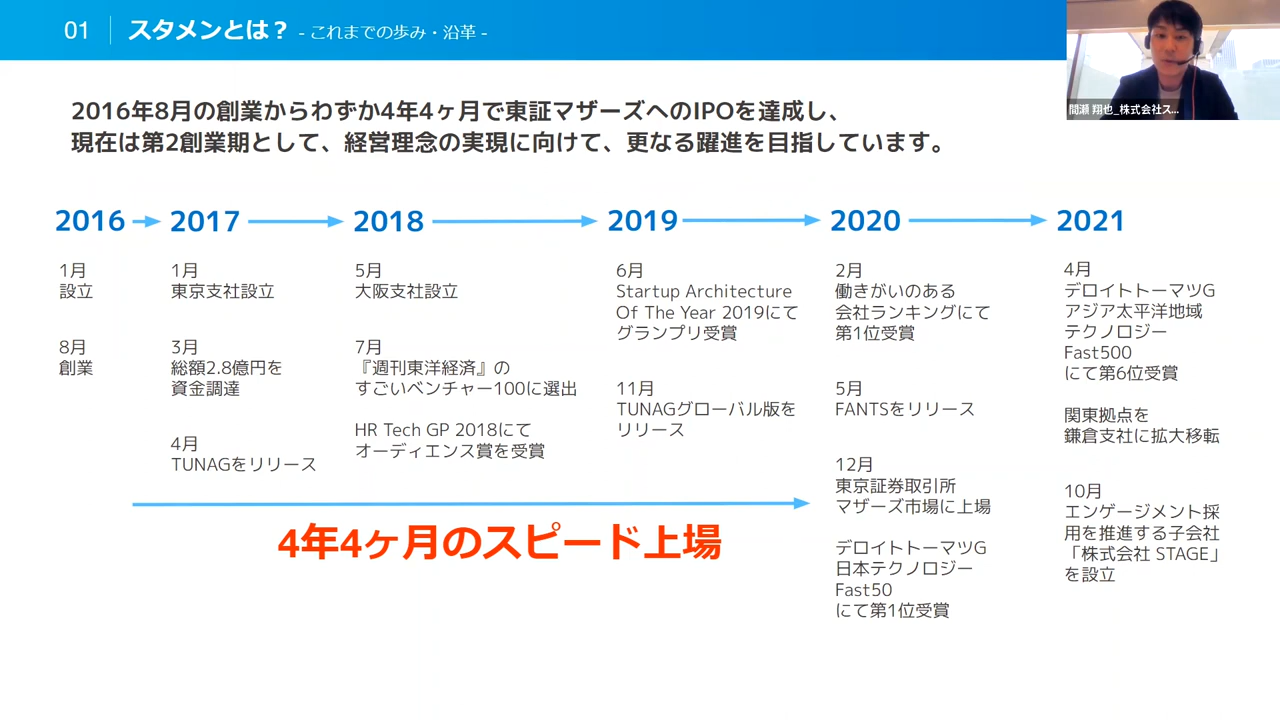 01 スタメンとは? - これまでの歩み・沿革 -
間瀬 翔也_株式会社ス...
2016年8月の創業からわずか4年4ヶ月で東証マザーズへのIPOを達成し、
現在は第2創業期として、経営理念の実現に向けて、更なる躍進を目指しています。
2016
1月
設立
8月
創業
2017
1月
東京支社設立
3月
総額2.8億円を
資金調達
4月
TUNAGをリリース
2018
5月
大阪支社設立
7月
『週刊東洋経済』の
すごいベンチャー100に選出
HR Tech GP 2018にて
オーディエンス賞を受賞
2019
6月
Startup Architecture
Of The Year 2019にて
グランプリ受賞
11月
TUNAGグローバル版を
リリース
2020
2月
働きがいのある
会社ランキングにて
第1位受賞
5月
FANTSをリリース
12月
東京証券取引所
マザーズ市場に上場
デロイトトーマツG
日本テクノロジー
Fast50
にて第1位受賞
2021
4月
デロイトトーマツG
アジア太平洋地域
テクノロジー
Fast500
にて第6位受賞
関東拠点を
鎌倉支社に拡大移転
10月
エンゲージメント採
用を推進する子会社
「株式会社 STAGE」
を設立
4年4ヶ月のスピード上場